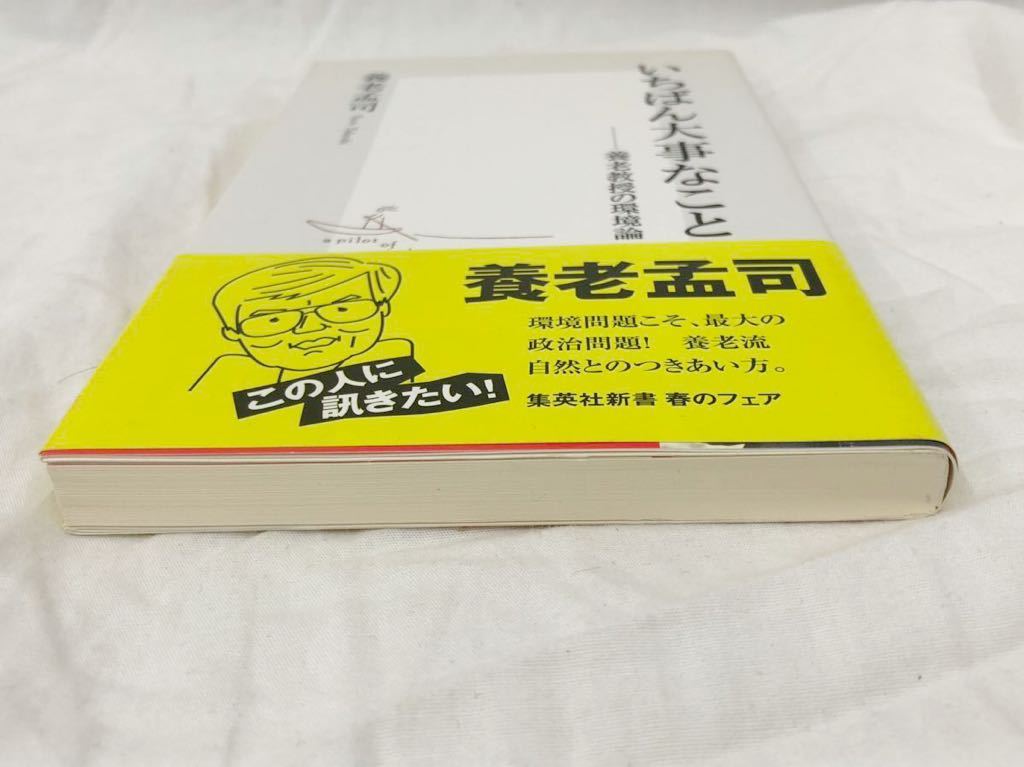 いちばん大事なこと
――養老教授の環境論
養老孟司
a pilot of
養老孟司
環境問題こそ、最大の
政治問題! 養老流
自然とのつきあい方。
集英社新書 春のフェア
この人に
訊きたい!